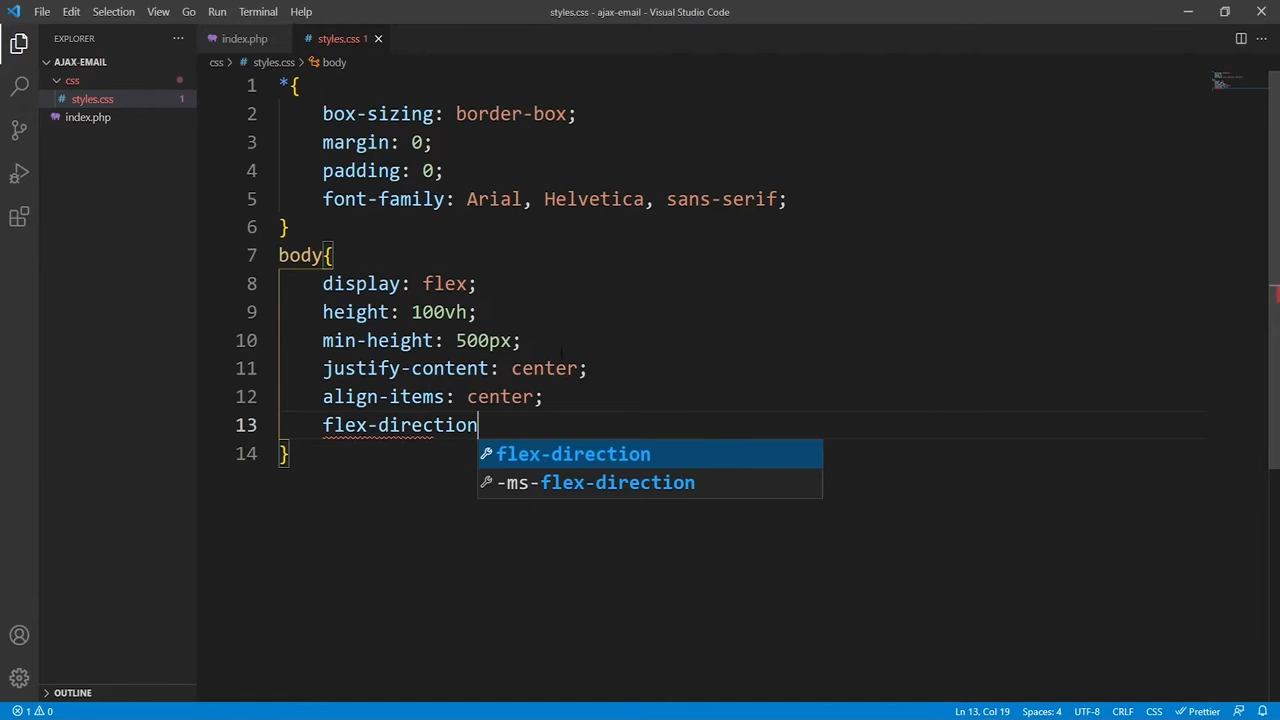 File Edit Selection View Go Run Terminal Help styles.css - ajax-email - Visual Studio Code
EXPLORER ... index.php styles.css 1
AJAX-EMAIL css > styles.css > body
css
styles.css 1
index.php
1 *{
2 box-sizing: border-box;
3 margin: 0;
4 padding: 0;
5 font-family: Arial, Helvetica, sans-serif;
6 }
7 body{
8 display: flex;
9 height: 100vh;
10 min-height: 500px;
11 justify-content: center;
12 align-items: center;
13 flex-direction
flex-direction
14 }
-ms-flex-direction
OUTLINE
1 0 Ln 13, Col 19 Spaces: 4 UTF-8 CRLF CSS Prettier